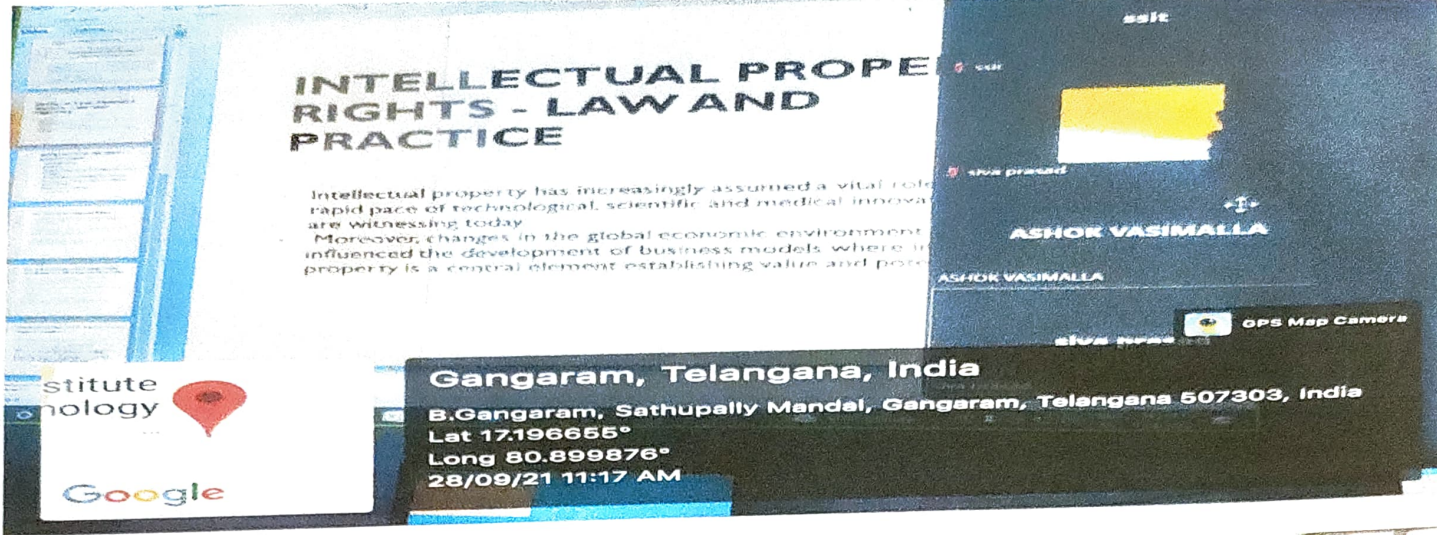 INTELLECTUAL PROPE
RIGHTS - LAW AND
PRACTICE
Intellectual property has increasingly assumed a vital role
rapid pace of technological, scientific and medical innova
are witnessing today
Moreover, changes in the global economic environment
influenced the development of business models where in
property is a central element establishing value and pote
sslt
siva prasad
ASHOK VASIMALLA
ASHOK VASIMALLA
siva prasad
GPS Map Camera
stitute
nology
Google
Gangaram, Telangana, India
B.Gangaram, Sathupally Mandal, Gangaram, Telangana 507303, India
Lat 17.196655°
Long 80.899876°
28/09/21 11:17 AM